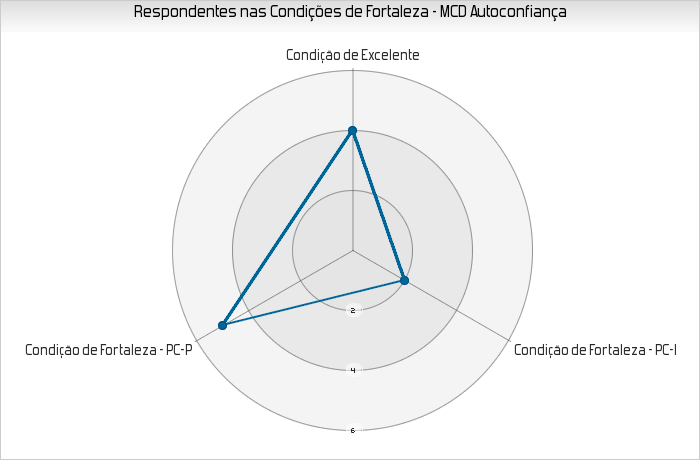 Respondentes nas Condições de Fortaleza - MCD Autoconfiança
Condição de Excelente
Condição de Fortaleza - PC-P
Condição de Fortaleza - PC-I
2
4
6